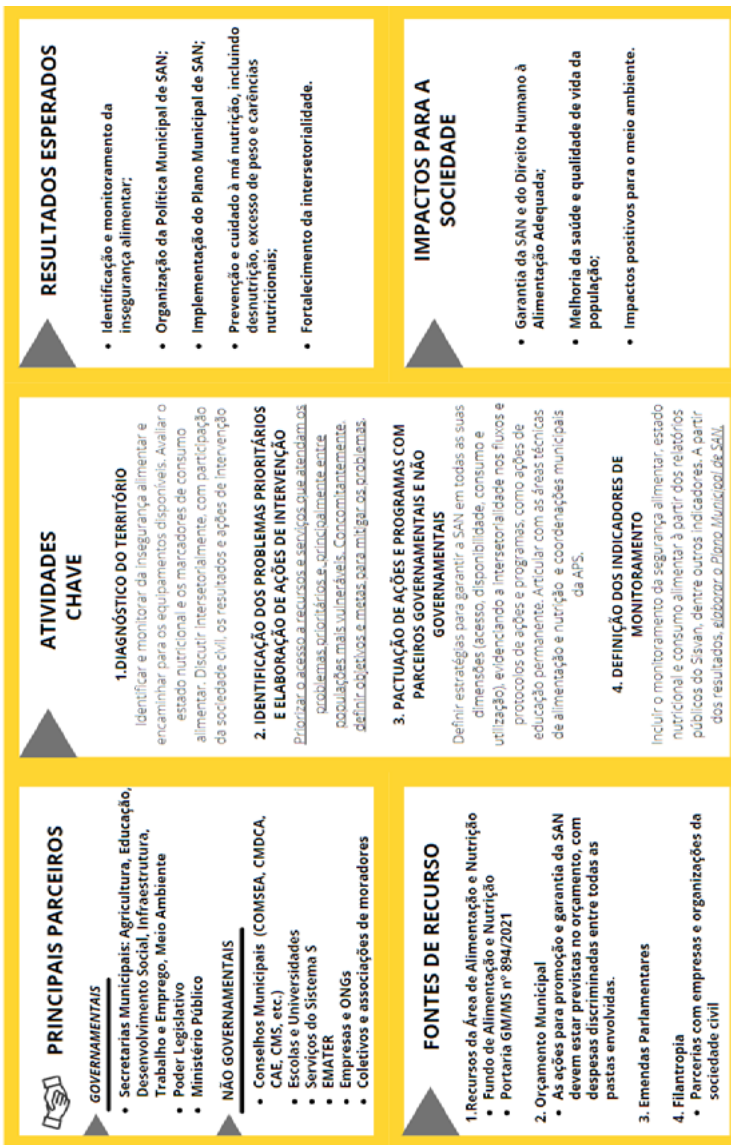 PRINCIPAIS PARCEIROS
GOVERNAMENTAIS
• Secretarias Municipais: Agricultura, Educação,
Desenvolvimento Social, Infraestrutura,
Trabalho e Emprego, Meio Ambiente
• Poder Legislativo
• Ministério Público
NÃO GOVERNAMENTAIS
• Conselhos Municipais (COMSEA, CMDCA,
CAE, CMS, etc.)
• Escolas e Universidades
• Serviços do Sistema S
• EMATER
• Empresas e ONGs
• Coletivos e associações de moradores
FONTES DE RECURSO
1.Recursos da Área de Alimentação e Nutrição
• Fundo de Alimentação e Nutrição
• Portaria GM/MS nº 894/2021
2. Orçamento Municipal
• As ações para promoção e garantia da SAN
devem estar previstas no orçamento, com
despesas discriminadas entre todas as
pastas envolvidas.
3. Emendas Parlamentares
4. Filantropia
• Parcerias com empresas e organizações da
sociedade civil
ATIVIDADES
CHAVE
1.DIAGNÓSTICO DO TERRITÓRIO
Identificar e monitorar da insegurança alimentar e
encaminhar para os equipamentos disponíveis. Avaliar o
estado nutricional e os marcadores de consumo
alimentar. Discutir intersetorialmente, com participação
da sociedade civil, os resultados e ações de intervenção
2. IDENTIFICAÇÃO DOS PROBLEMAS PRIORITÁRIOS
E ELABORAÇÃO DE AÇÕES DE INTERVENÇÃO
Priorizar o acesso a recursos e serviços que atendam os
problemas prioritários e principalmente entre
populações mais vulneráveis. Concomitantemente,
definir objetivos e metas para mitigar os problemas.
3. PACTUAÇÃO DE AÇÕES E PROGRAMAS COM
PARCEIROS GOVERNAMENTAIS E NÃO
GOVERNAMENTAIS
Definir estratégias para garantir a SAN em todas as suas
dimensões (acesso, disponibilidade, consumo e
utilização), evidenciando a intersetorialidade nos fluxos e
protocolos de ações e programas, como ações de
educação permanente. Articular com as áreas técnicas
de alimentação e nutrição e coordenações municipais
da APS.
4. DEFINIÇÃO DOS INDICADORES DE
MONITORAMENTO
Incluir o monitoramento da segurança alimentar, estado
nutricional e consumo alimentar à partir dos relatórios
públicos do Sisvan, dentre outros indicadores. A partir
dos resultados, elaborar o Plano Municipal de SAN.
RESULTADOS ESPERADOS
• Identificação e monitoramento da
insegurança alimentar;
• Organização da Política Municipal de SAN;
• Implementação do Plano Municipal de SAN;
• Prevenção e cuidado à má nutrição, incluindo
desnutrição, excesso de peso e carências
nutricionais;
• Fortalecimento da intersetorialidade.
IMPACTOS PARA A
SOCIEDADE
• Garantia da SAN e do Direito Humano à
Alimentação Adequada;
• Melhoria da saúde e qualidade de vida da
população;
• Impactos positivos para o meio ambiente.